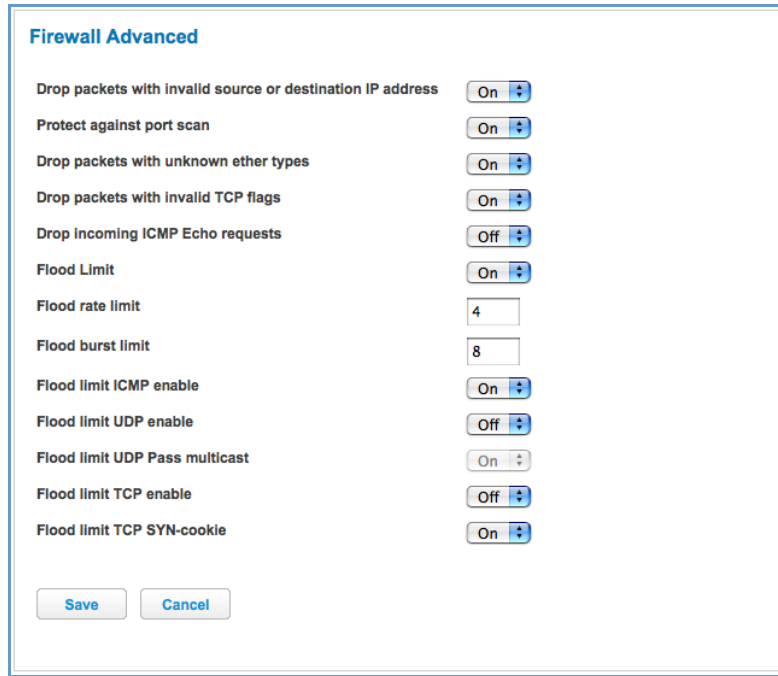 Firewall Advanced
Drop packets with invalid source or destination IP address On
Protect against port scan On
Drop packets with unknown ether types On
Drop packets with invalid TCP flags On
Drop incoming ICMP Echo requests Off
Flood Limit On
Flood rate limit 4
Flood burst limit 8
Flood limit ICMP enable On
Flood limit UDP enable Off
Flood limit UDP Pass multicast On
Flood limit TCP enable Off
Flood limit TCP SYN-cookie On
Save Cancel